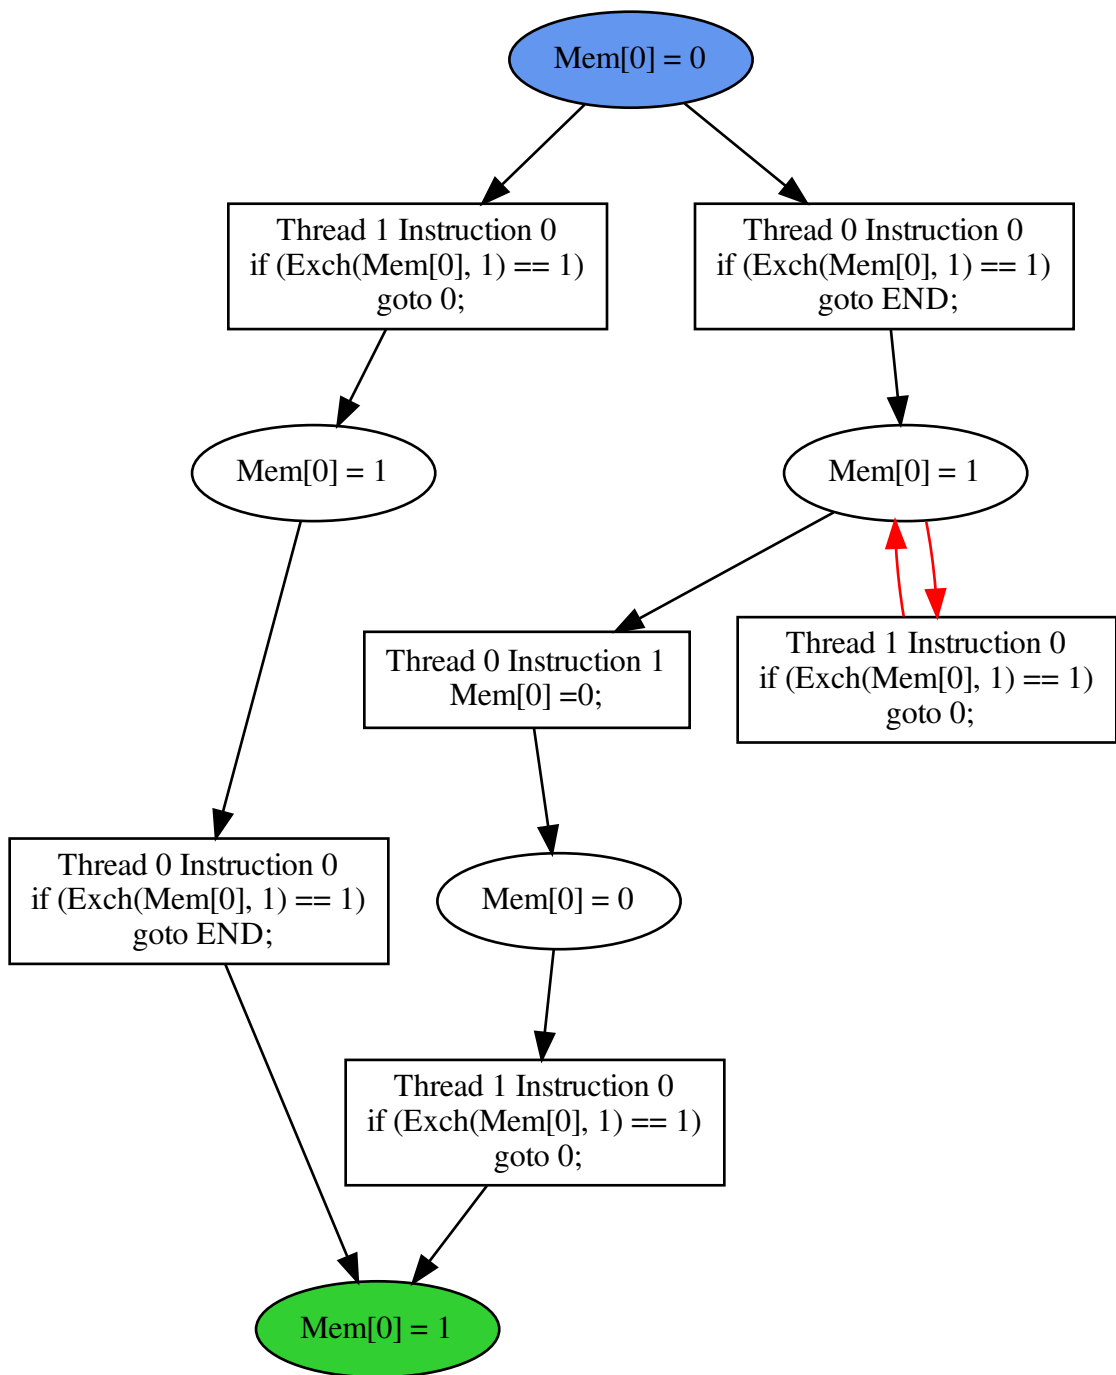 Mem[0] = 0
Thread 1 Instruction 0
if (Exch(Mem[0], 1) == 1)
goto 0;
Thread 0 Instruction 0
if (Exch(Mem[0], 1) == 1)
goto END;
Mem[0] = 1
Mem[0] = 1
Thread 0 Instruction 1
Mem[0] =0;
Thread 1 Instruction 0
if (Exch(Mem[0], 1) == 1)
goto 0;
Thread 0 Instruction 0
if (Exch(Mem[0], 1) == 1)
goto END;
Mem[0] = 0
Thread 1 Instruction 0
if (Exch(Mem[0], 1) == 1)
goto 0;
Mem[0] = 1